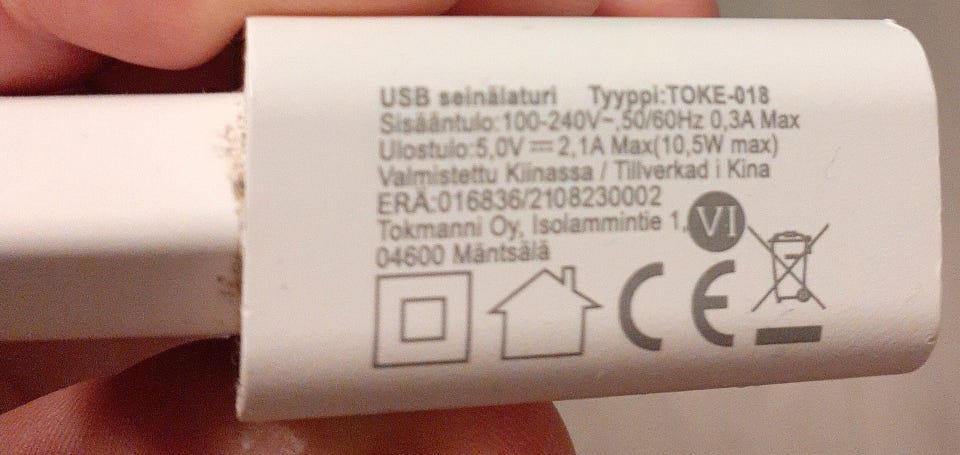 USB seinälaturi Tyyppi:TOKE-018
Sisääntulo:100-240V~,50/60Hz 0,3A Max
Ulostulo:5,0V⎓2,1A Max(10,5W max)
Valmistettu Kiinassa / Tillverkad i Kina
ERÄ:016836/2108230002
Tokmanni Oy, Isolammintie 1,
VI
04600 Mäntsälä
CE